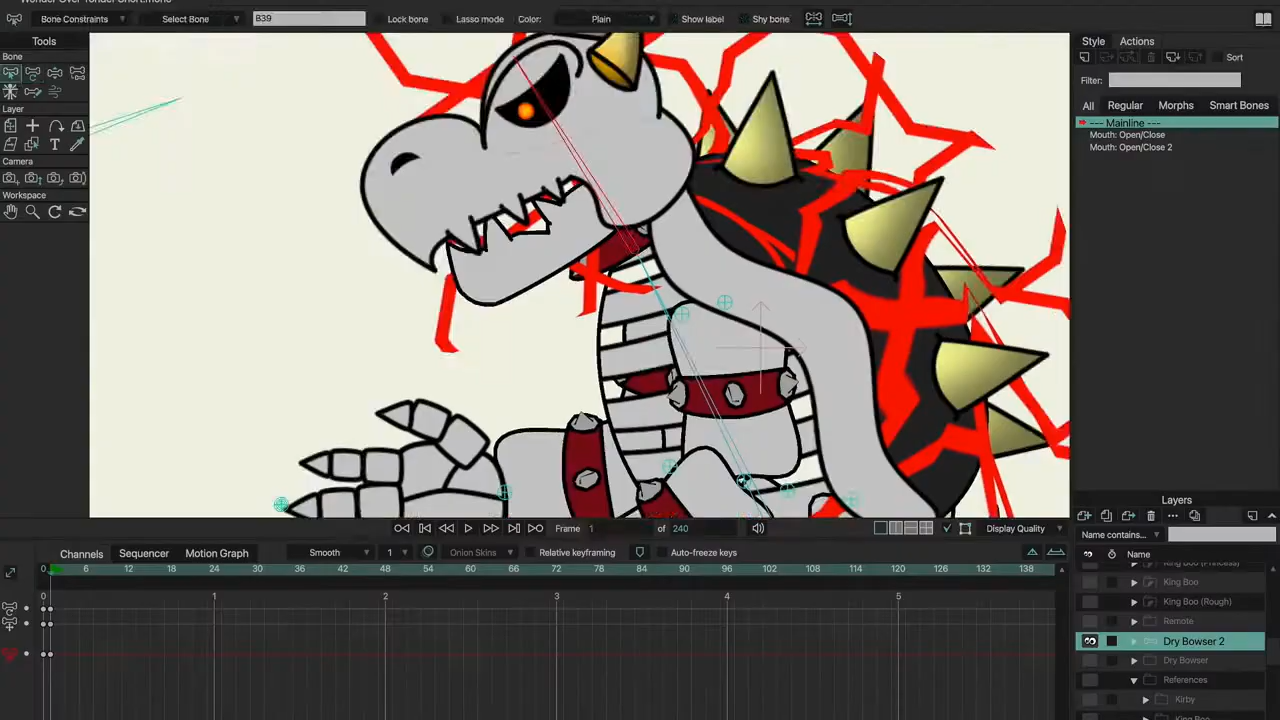 Bone Constraints Select Bone B39 Lock bone Lasso mode Color: Plain Show label Shy bone
Tools
Bone
Layer
Camera
Workspace
Style Actions
Sort
Filter:
All Regular Morphs Smart Bones
--- Mainline ---
Mouth: Open/Close
Mouth: Open/Close 2
Frame 1 of 240 Display Quality
Channels Sequencer Motion Graph Smooth 1 Onion Skins Relative keyframing Auto-freeze keys
0 6 12 18 24 30 36 42 48 54 60 66 72 78 84 90 96 102 108 114 120 126 132 138
0 1 2 3 4 5
Layers
Name contains...
Name
King Boo (Princess)
King Boo
King Boo (Rough)
Remote
Dry Bowser 2
Dry Bowser
References
Kirby